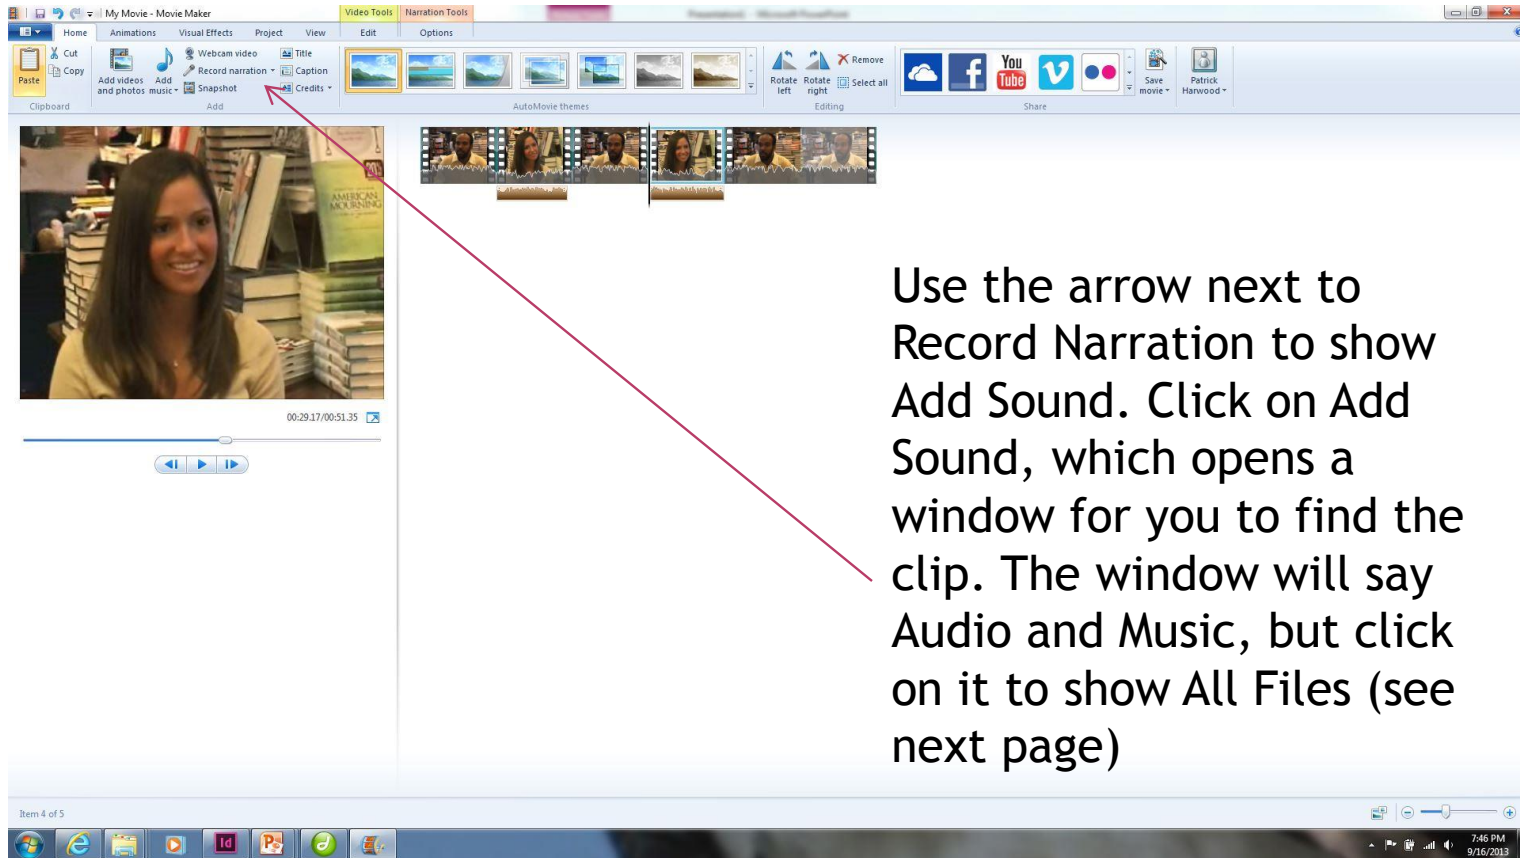 My Movie - Movie Maker
Video Tools
Narration Tools
Home
Animations
Visual Effects
Project
View
Edit
Options
Paste
Cut
Copy
Clipboard
Add videos
and photos
Add
music
Webcam video
Record narration
Snapshot
Title
Caption
Credits
Add
AutoMovie themes
Rotate
left
Rotate
right
Remove
Select all
Editing
You
Tube
Save
movie
Share
Patrick
Harwood
AMERICAN
MOURNING
00:29.17/00:51.35
Use the arrow next to
Record Narration to show
Add Sound. Click on Add
Sound, which opens a
window for you to find the
clip. The window will say
Audio and Music, but click
on it to show All Files (see
next page)
Item 4 of 5
Id
7:46 PM
9/16/2013